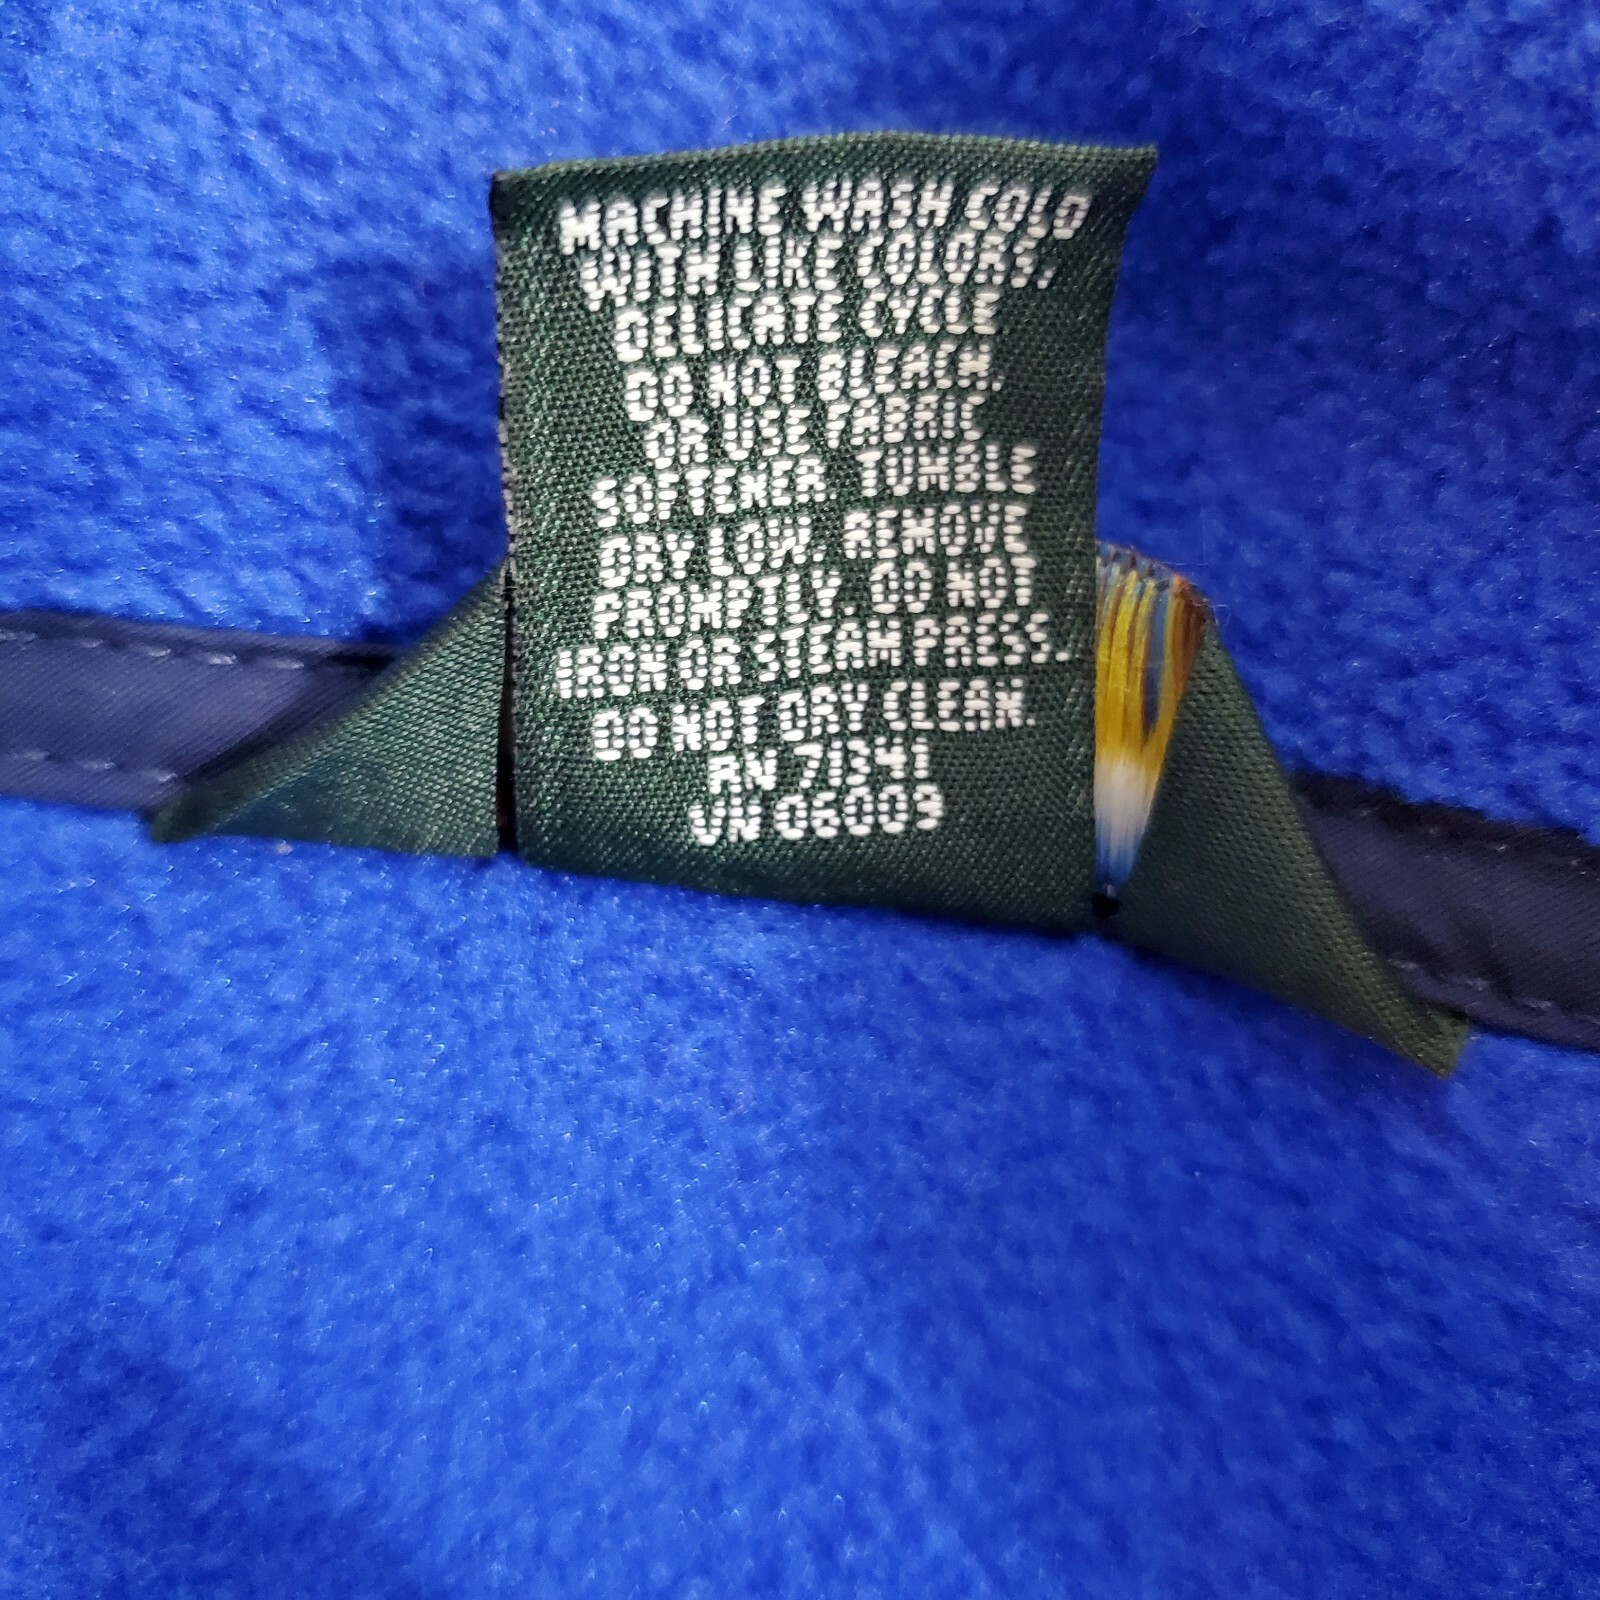 MACHINE WASH COLD
WITH LIKE COLORS,
DELICATE CYCLE
DO NOT BLEACH.
OR USE FABRIC
SOFTENER. TUMBLE
DRY LOW. REMOVE
PROMPTLY. DO NOT
IRON OR STEAM PRESS.
DO NOT DRY CLEAN.
RN 71341
VN 06009